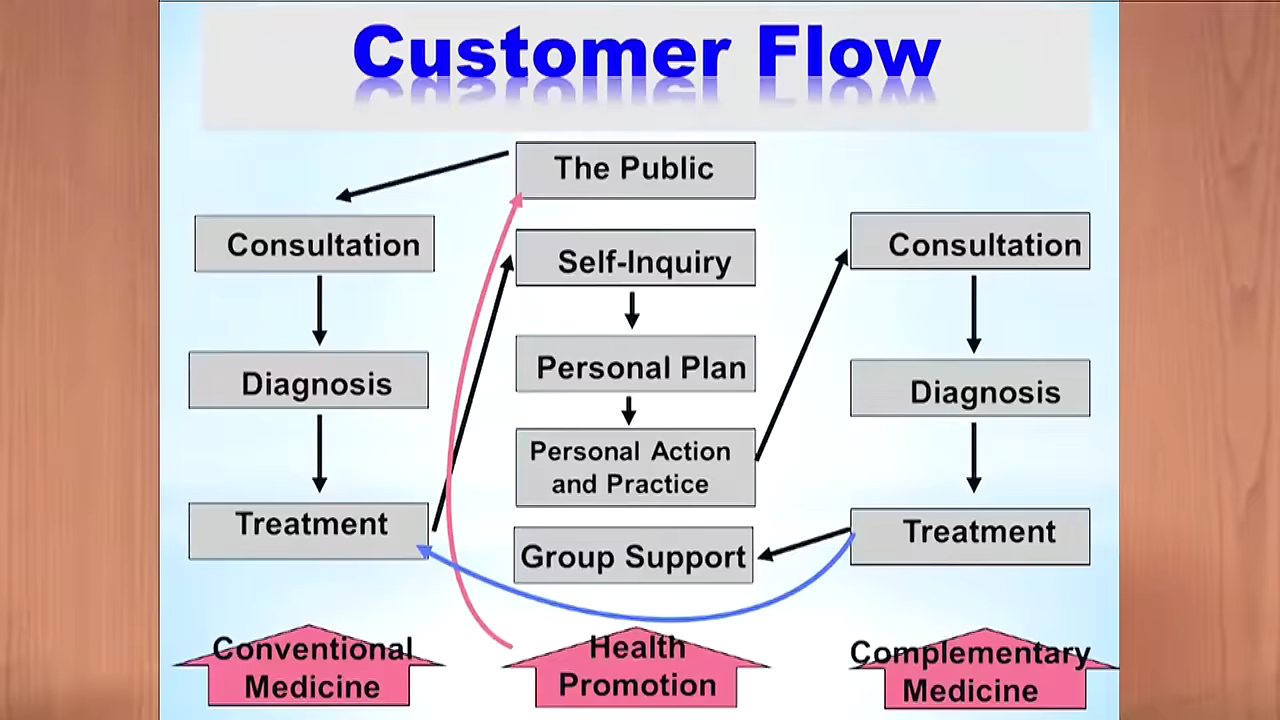 Customer Flow
The Public
Consultation
Self-Inquiry
Consultation
Diagnosis
Personal Plan
Diagnosis
Personal Action
and Practice
Treatment
Group Support
Treatment
Conventional
Medicine
Health
Promotion
Complementary
Medicine